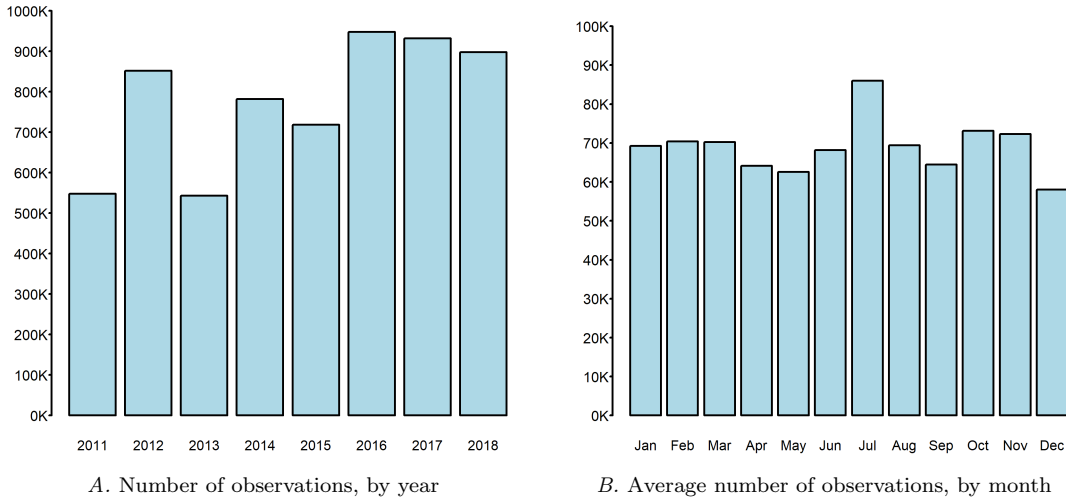 1000K
900K
800K
700K
600K
500K
400K
300K
200K
100K
0K
2011 2012 2013 2014 2015 2016 2017 2018
A. Number of observations, by year
100K
90K
80K
70K
60K
50K
40K
30K
20K
10K
0K
Jan Feb Mar Apr May Jun Jul Aug Sep Oct Nov Dec
B. Average number of observations, by month